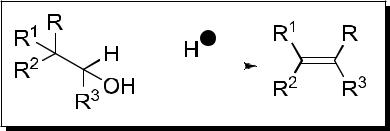 R
R¹ H
R²
OH
R³
H
R¹ R
R² R³